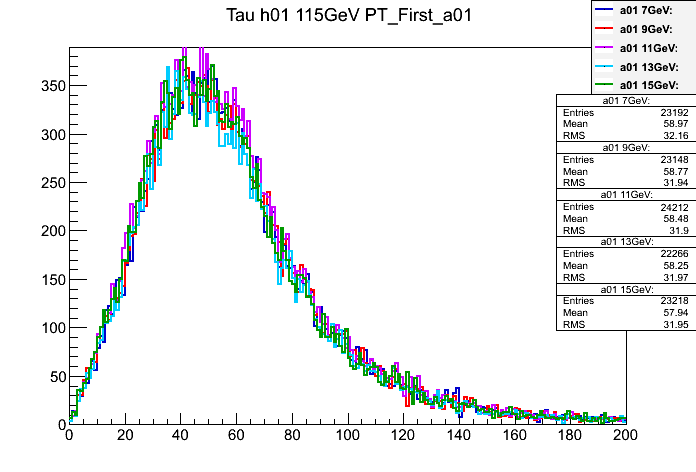 Tau h01 115GeV PT_First_a01
a01 7GeV:
a01 9GeV:
a01 11GeV:
a01 13GeV:
a01 15GeV:
a01 7GeV:
Entries 23192
Mean 58.97
RMS 32.16
a01 9GeV:
Entries 23148
Mean 58.77
RMS 31.94
a01 11GeV:
Entries 24212
Mean 58.48
RMS 31.9
a01 13GeV:
Entries 22266
Mean 58.25
RMS 31.97
a01 15GeV:
Entries 23218
Mean 57.94
RMS 31.95
350
300
250
200
150
100
50
0
0 20 40 60 80 100 120 140 160 180 200